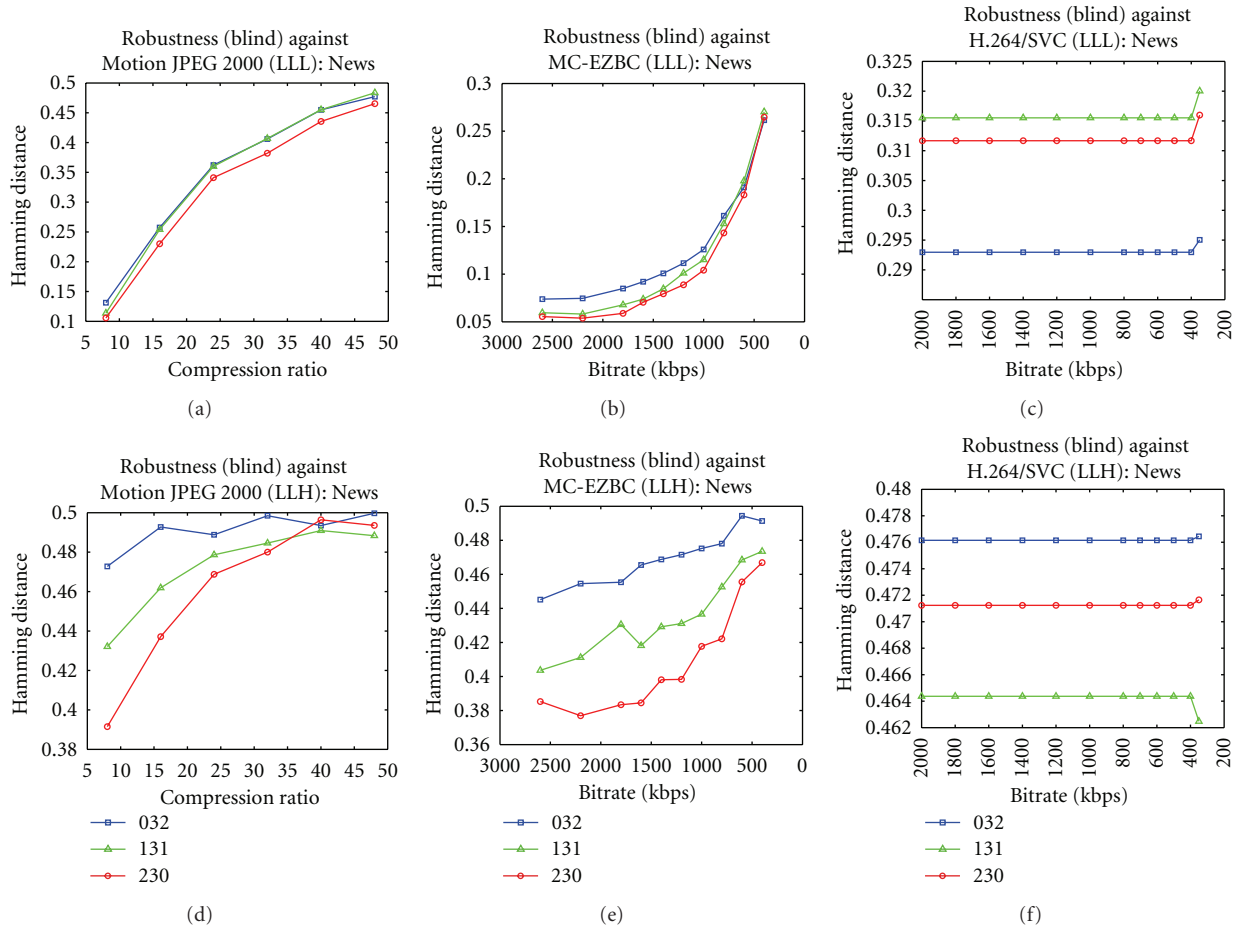 Robustness (blind) against
Motion JPEG 2000 (LLL): News
0.5
0.45
0.4
0.35
0.3
0.25
0.2
0.15
0.1
5 10 15 20 25 30 35 40 45 50
Hamming distance
Compression ratio
(a)
Robustness (blind) against
MC-EZBC (LLL): News
0.3
0.25
0.2
0.15
0.1
0.05
3000 2500 2000 1500 1000 500 0
Hamming distance
Bitrate (kbps)
(b)
Robustness (blind) against
H.264/SVC (LLL): News
0.325
0.32
0.315
0.31
0.305
0.3
0.295
0.29
2000 1800 1600 1400 1200 1000 800 600 400 200
Hamming distance
Bitrate (kbps)
(c)
Robustness (blind) against
Motion JPEG 2000 (LLH): News
0.5
0.48
0.46
0.44
0.42
0.4
0.38
5 10 15 20 25 30 35 40 45 50
Hamming distance
Compression ratio
032
131
230
(d)
Robustness (blind) against
MC-EZBC (LLH): News
0.5
0.48
0.46
0.44
0.42
0.4
0.38
0.36
3000 2500 2000 1500 1000 500 0
Hamming distance
Bitrate (kbps)
032
131
230
(e)
Robustness (blind) against
H.264/SVC (LLH): News
0.48
0.478
0.476
0.474
0.472
0.47
0.468
0.466
0.464
0.462
2000 1800 1600 1400 1200 1000 800 600 400 200
Hamming distance
Bitrate (kbps)
032
131
230
(f)